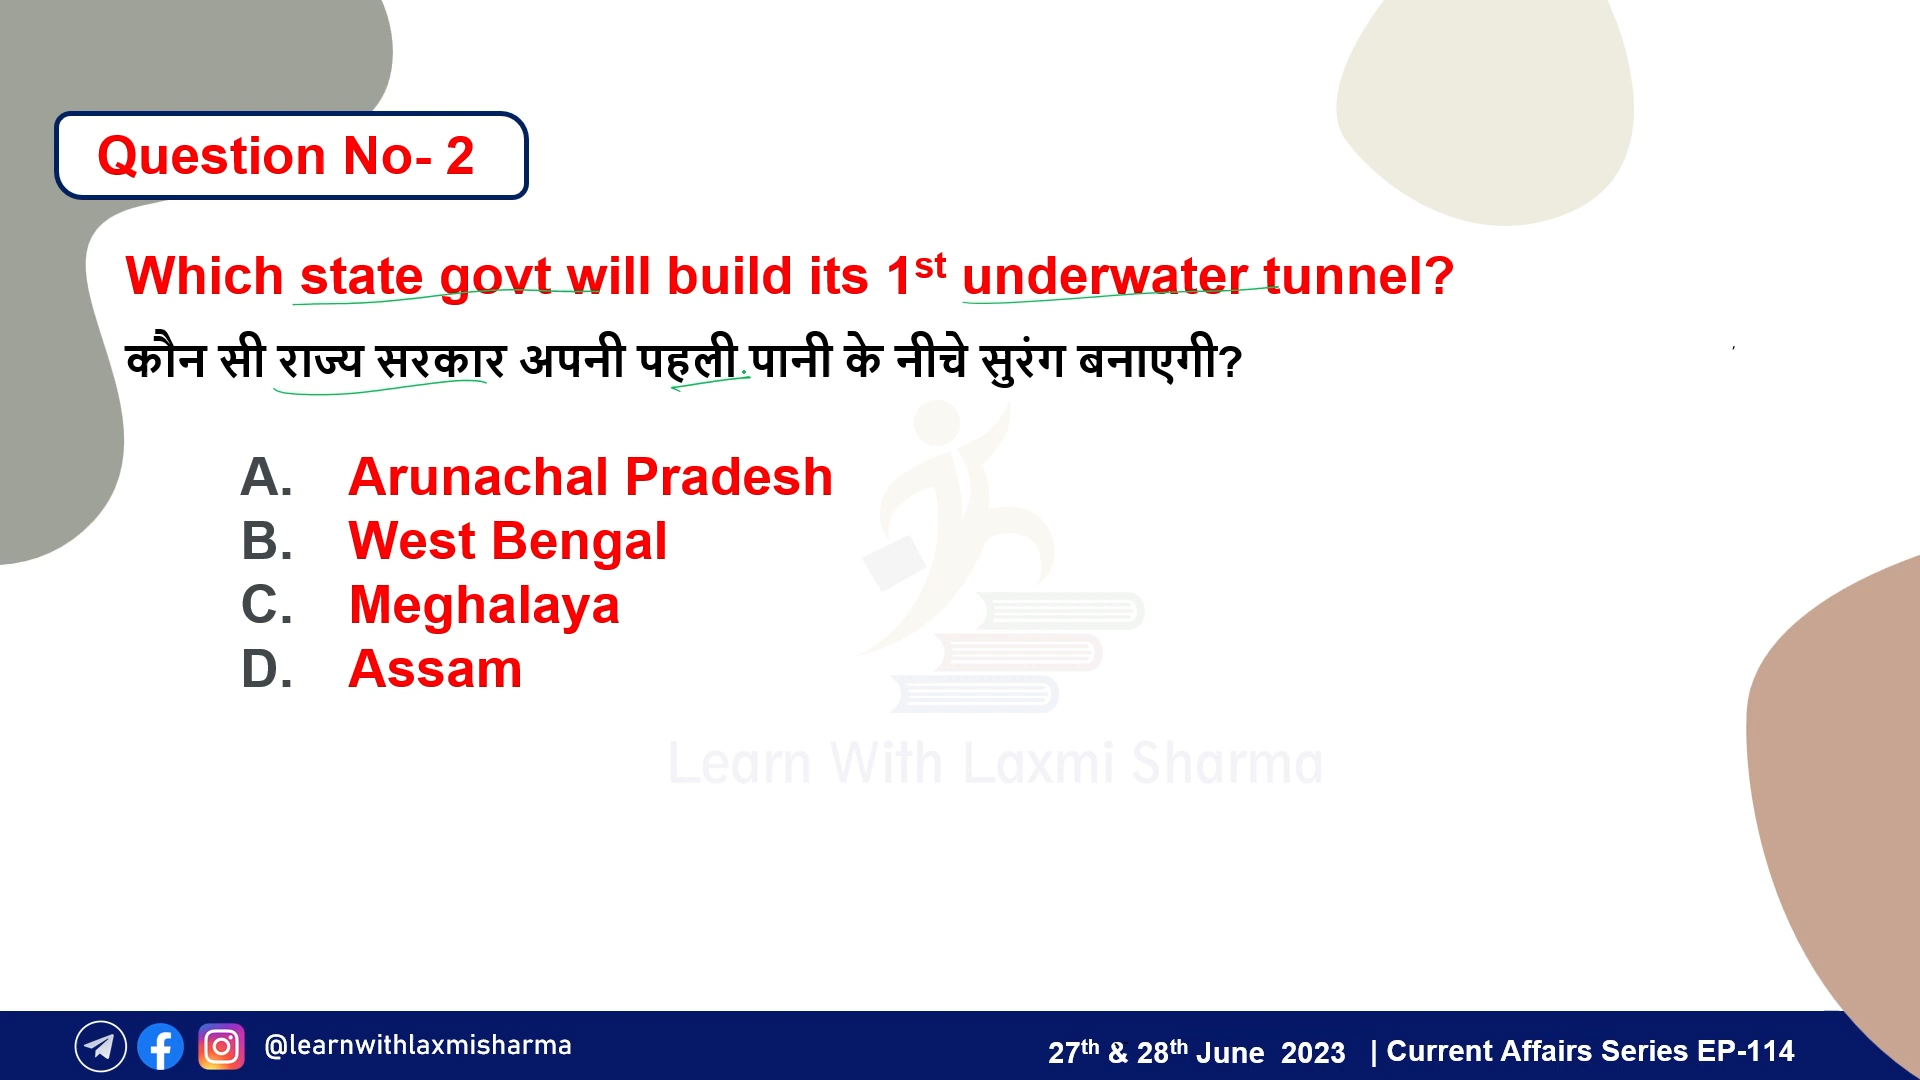 Question No- 2
Which state govt will build its 1st underwater tunnel?
कौन सी राज्य सरकार अपनी पहली पानी के नीचे सुरंग बनाएगी?
A. Arunachal Pradesh
B. West Bengal
C. Meghalaya
D. Assam
Learn With Laxmi Sharma
@learnwithlaxmisharma
27th & 28th June 2023 | Current Affairs Series EP-114